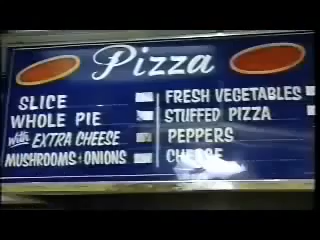 Pizza
SLICE
WHOLE PIE
with EXTRA CHEESE
MUSHROOMS & ONIONS
FRESH VEGETABLES
STUFFED PIZZA
PEPPERS
CHEESE